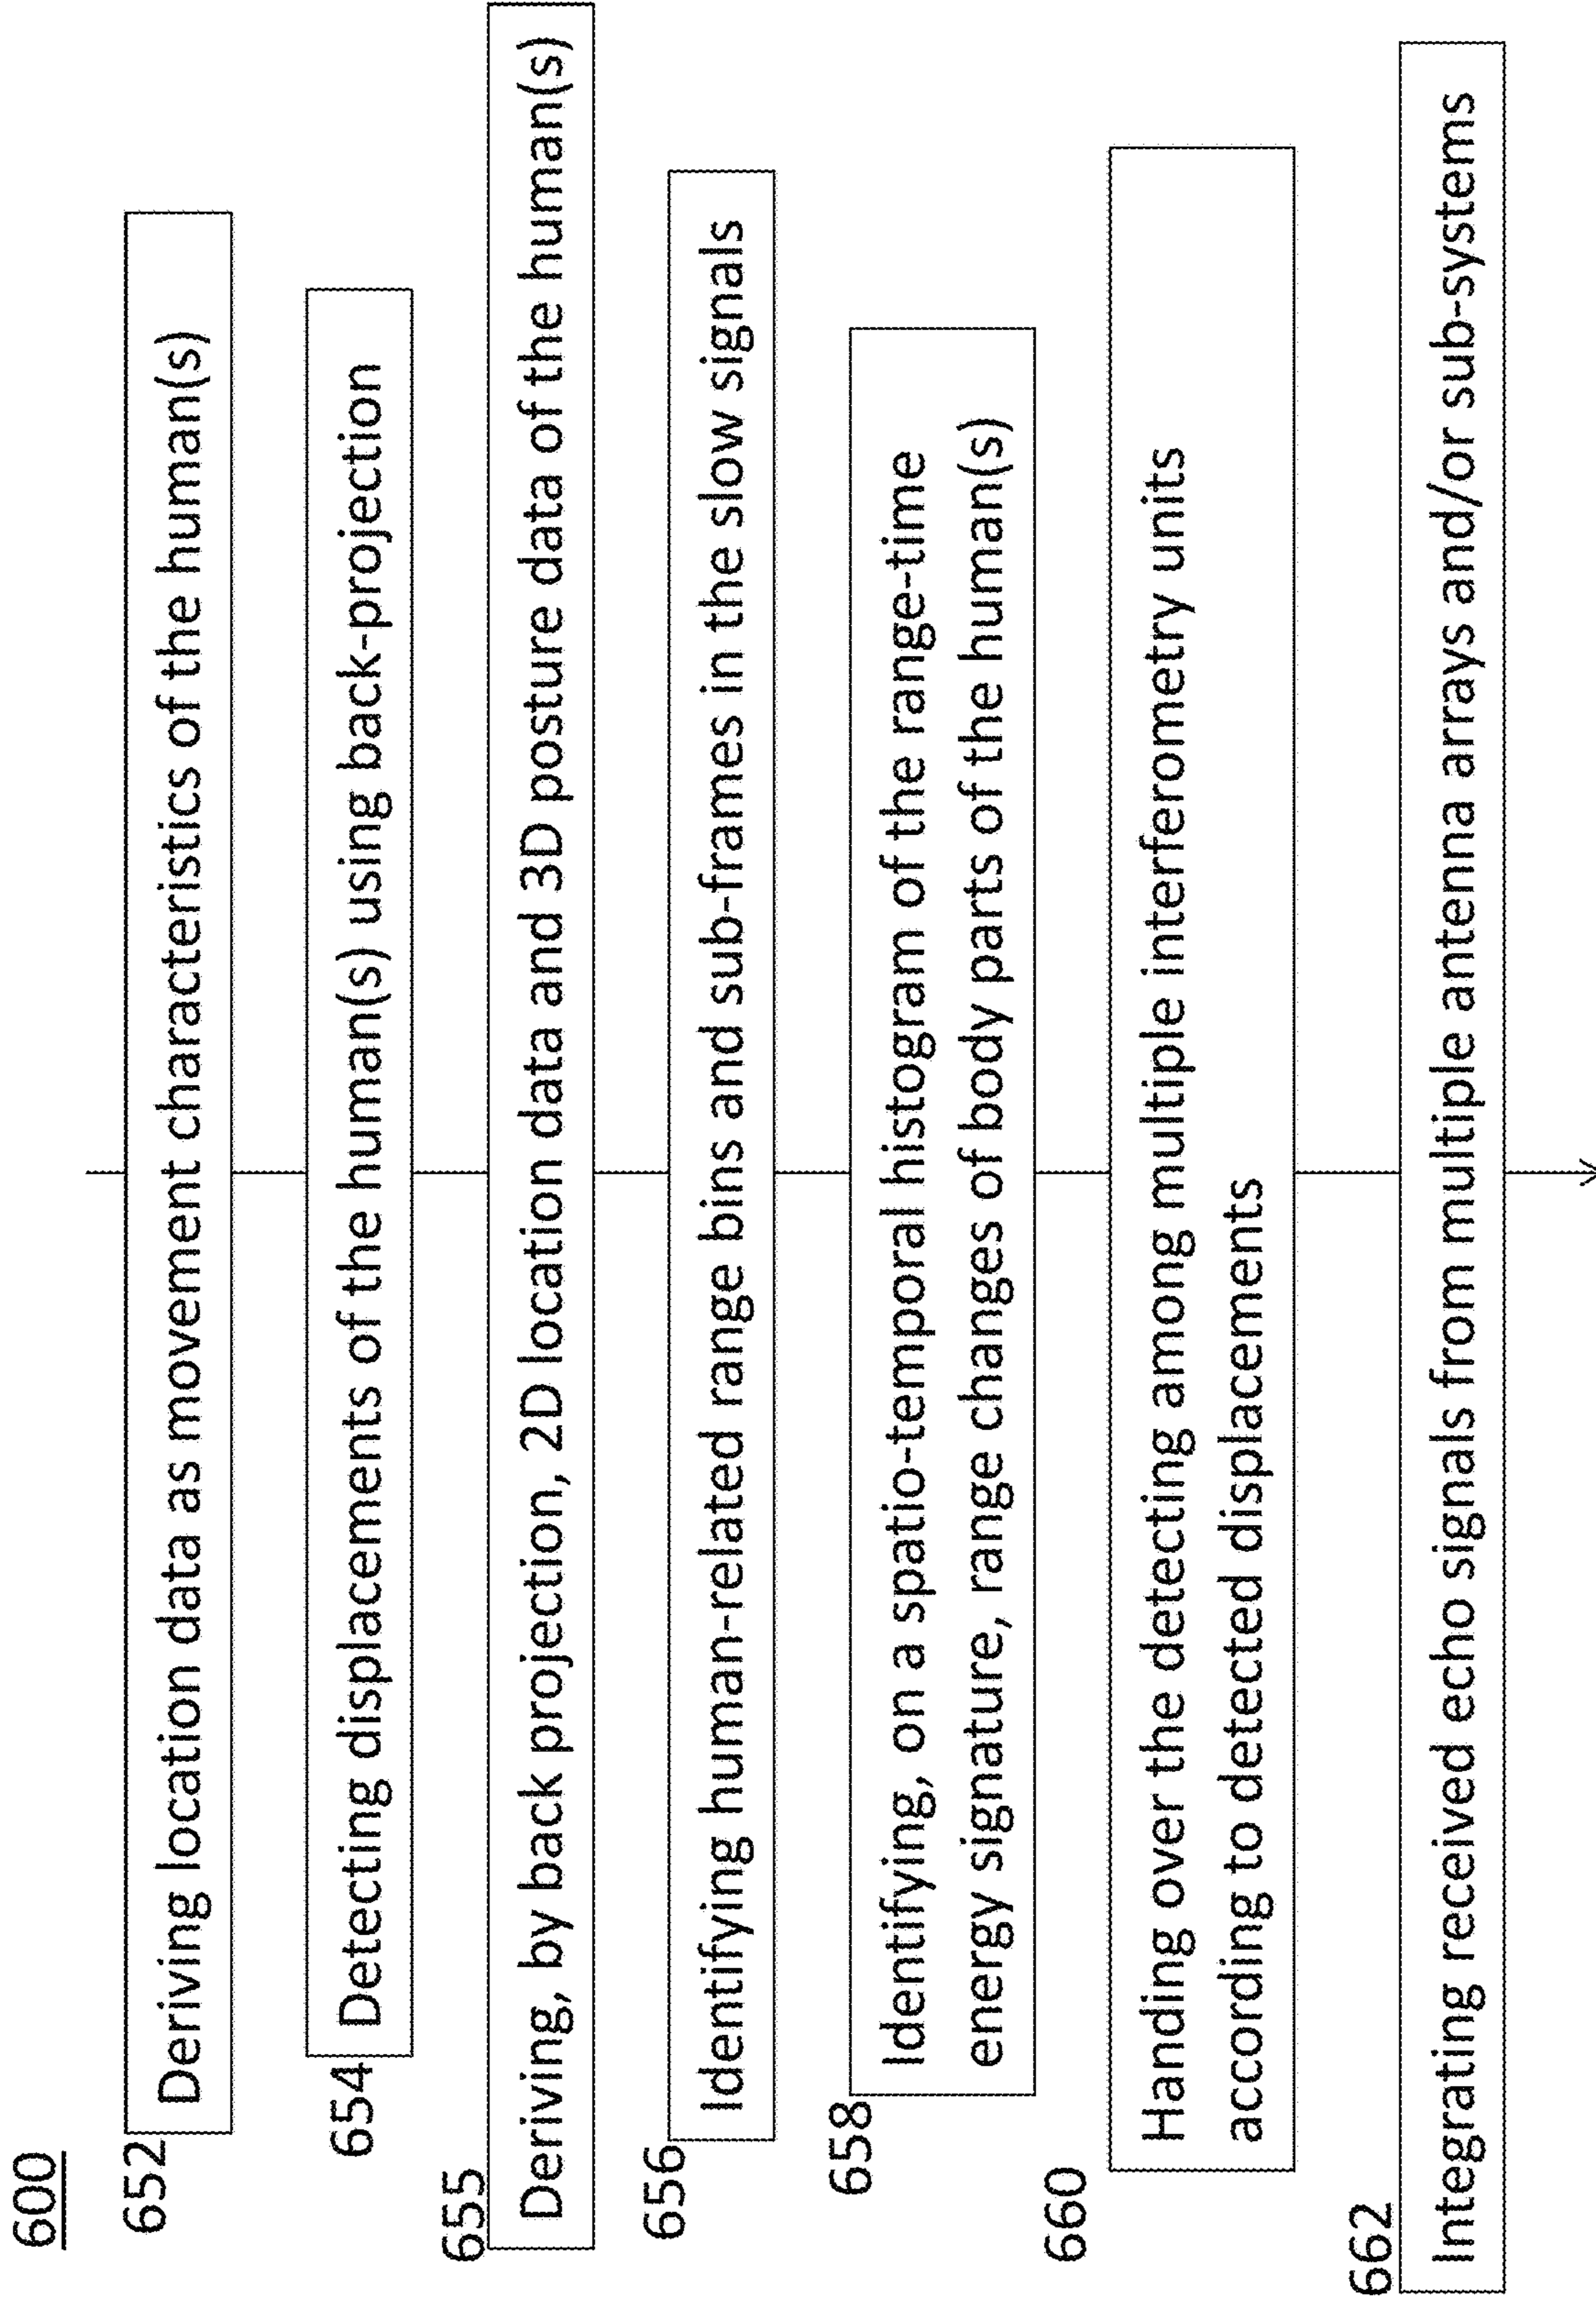 600
652
Deriving location data as movement characteristics of the human(s)
654
Detecting displacements of the human(s) using back-projection
655
Deriving, by back projection, 2D location data and 3D posture data of the human(s)
656
Identifying human-related range bins and sub-frames in the slow signals
658
Identifying, on a spatio-temporal histogram of the range-time
energy signature, range changes of body parts of the human(s)
660
Handing over the detecting among multiple interferometry units
according to detected displacements
662
Integrating received echo signals from multiple antenna arrays and/or sub-systems